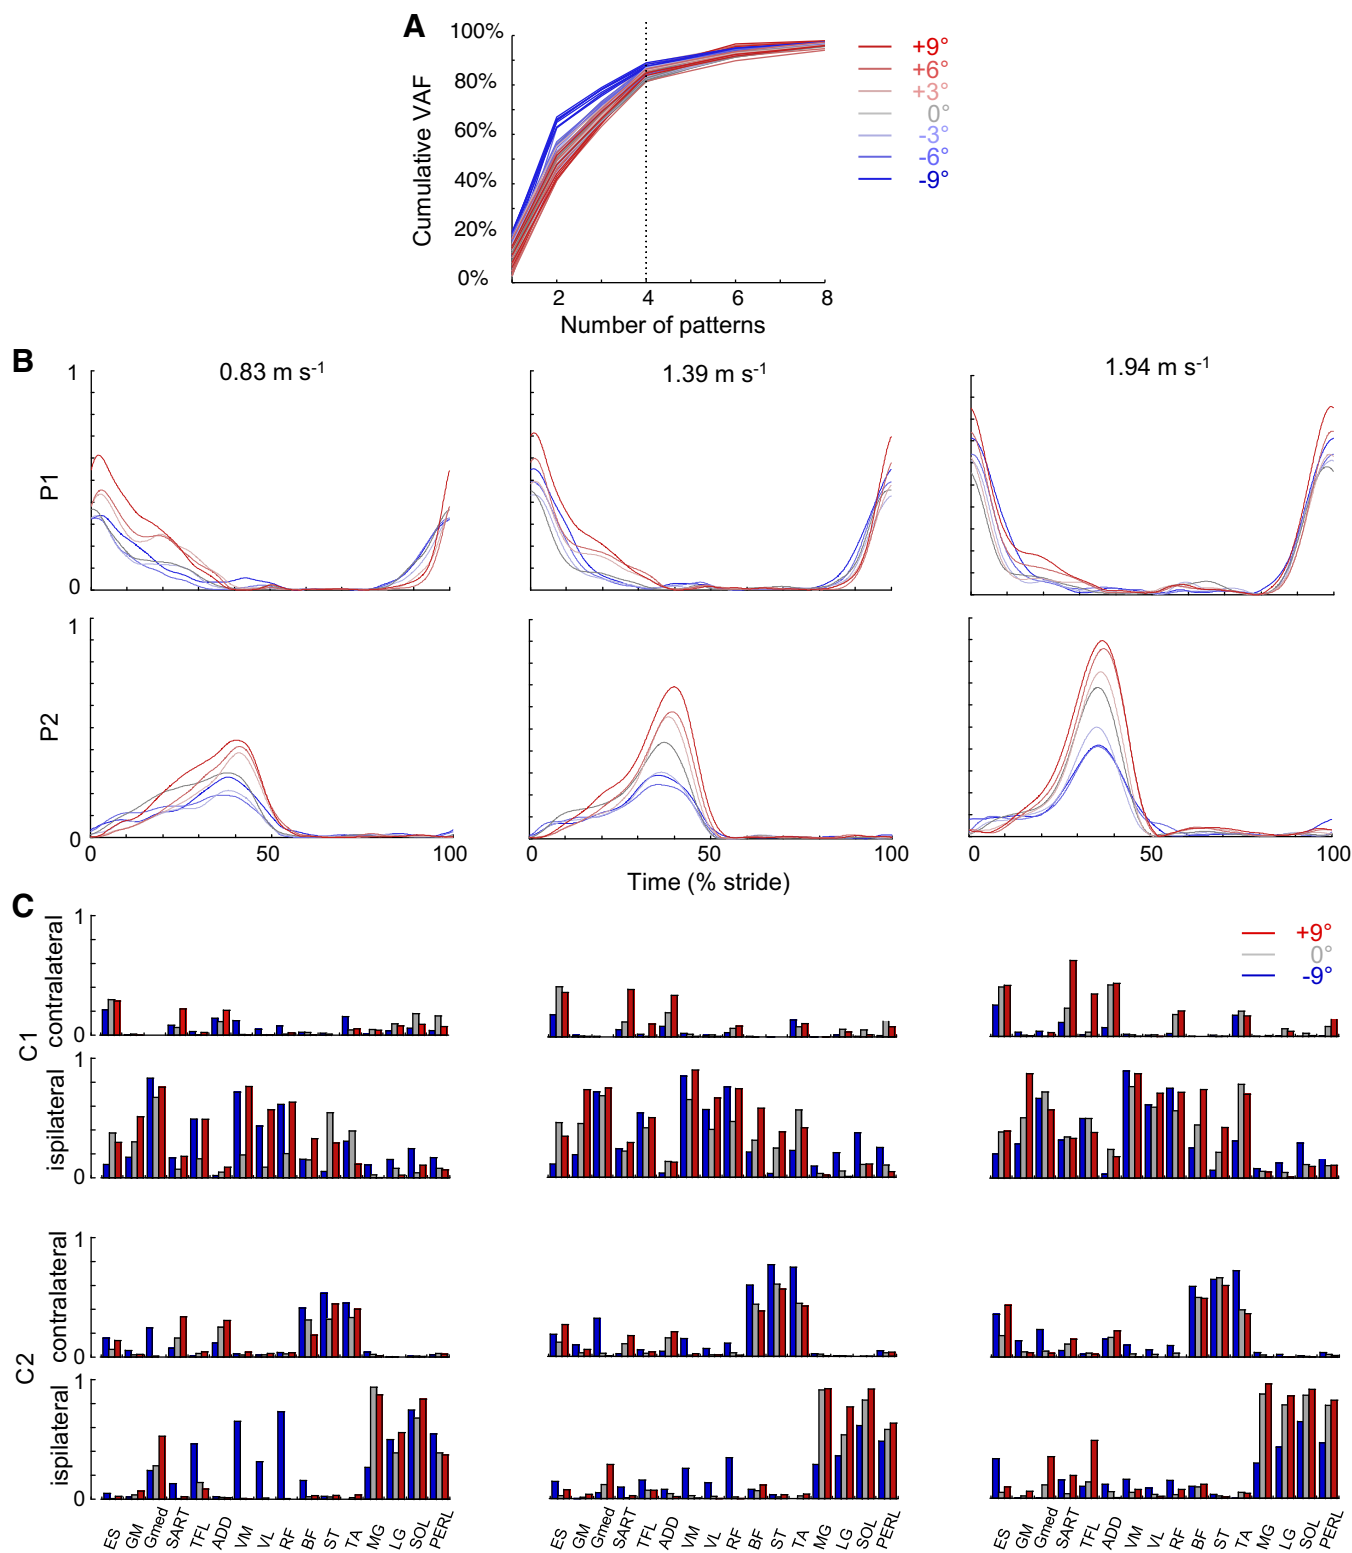 A
100%
80%
60%
40%
20%
0%
Cumulative VAF
2 4 6 8
Number of patterns
+9°
+6°
+3°
0°
-3°
-6°
-9°
B
0.83 m s-1
1.39 m s-1
1.94 m s-1
1
P1
0
1
P2
0
0 50 100
0 50 100
0 50 100
Time (% stride)
C
+9°
0°
-9°
C1
contralateral
1
0
ispilateral
1
0
C2
contralateral
1
0
ispilateral
1
0
ES GM Gmed SART TFL ADD VM VL RF BF ST TA MG LG SOL PERL
ES GM Gmed SART TFL ADD VM VL RF BF ST TA MG LG SOL PERL
ES GM Gmed SART TFL ADD VM VL RF BF ST TA MG LG SOL PERL